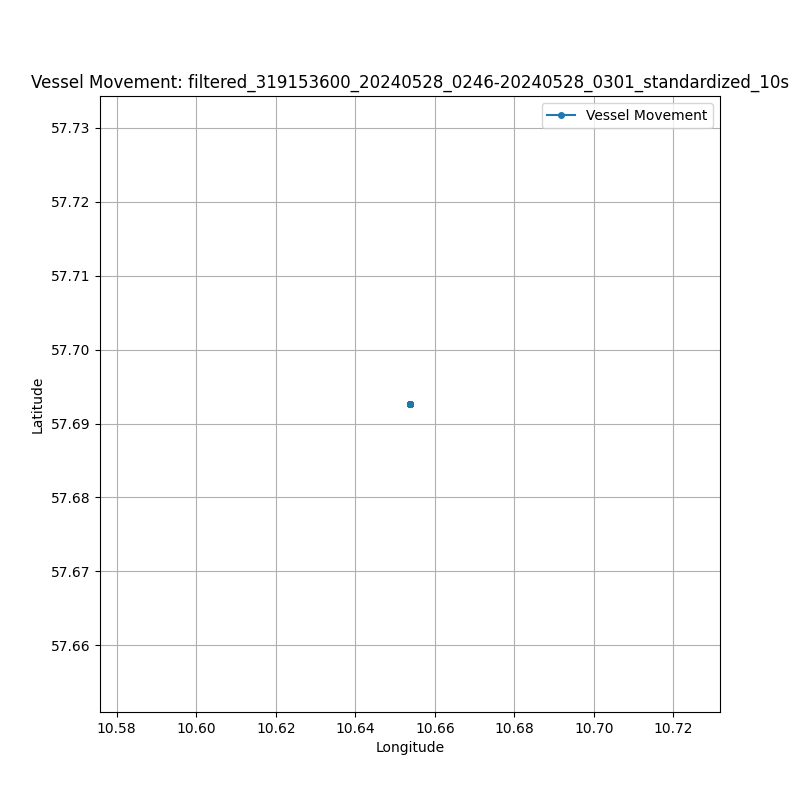 Vessel Movement: filtered_319153600_20240528_0246-20240528_0301_standardized_10s
Vessel Movement
57.73
57.72
57.71
57.70
57.69
57.68
57.67
57.66
Latitude
10.58 10.60 10.62 10.64 10.66 10.68 10.70 10.72
Longitude